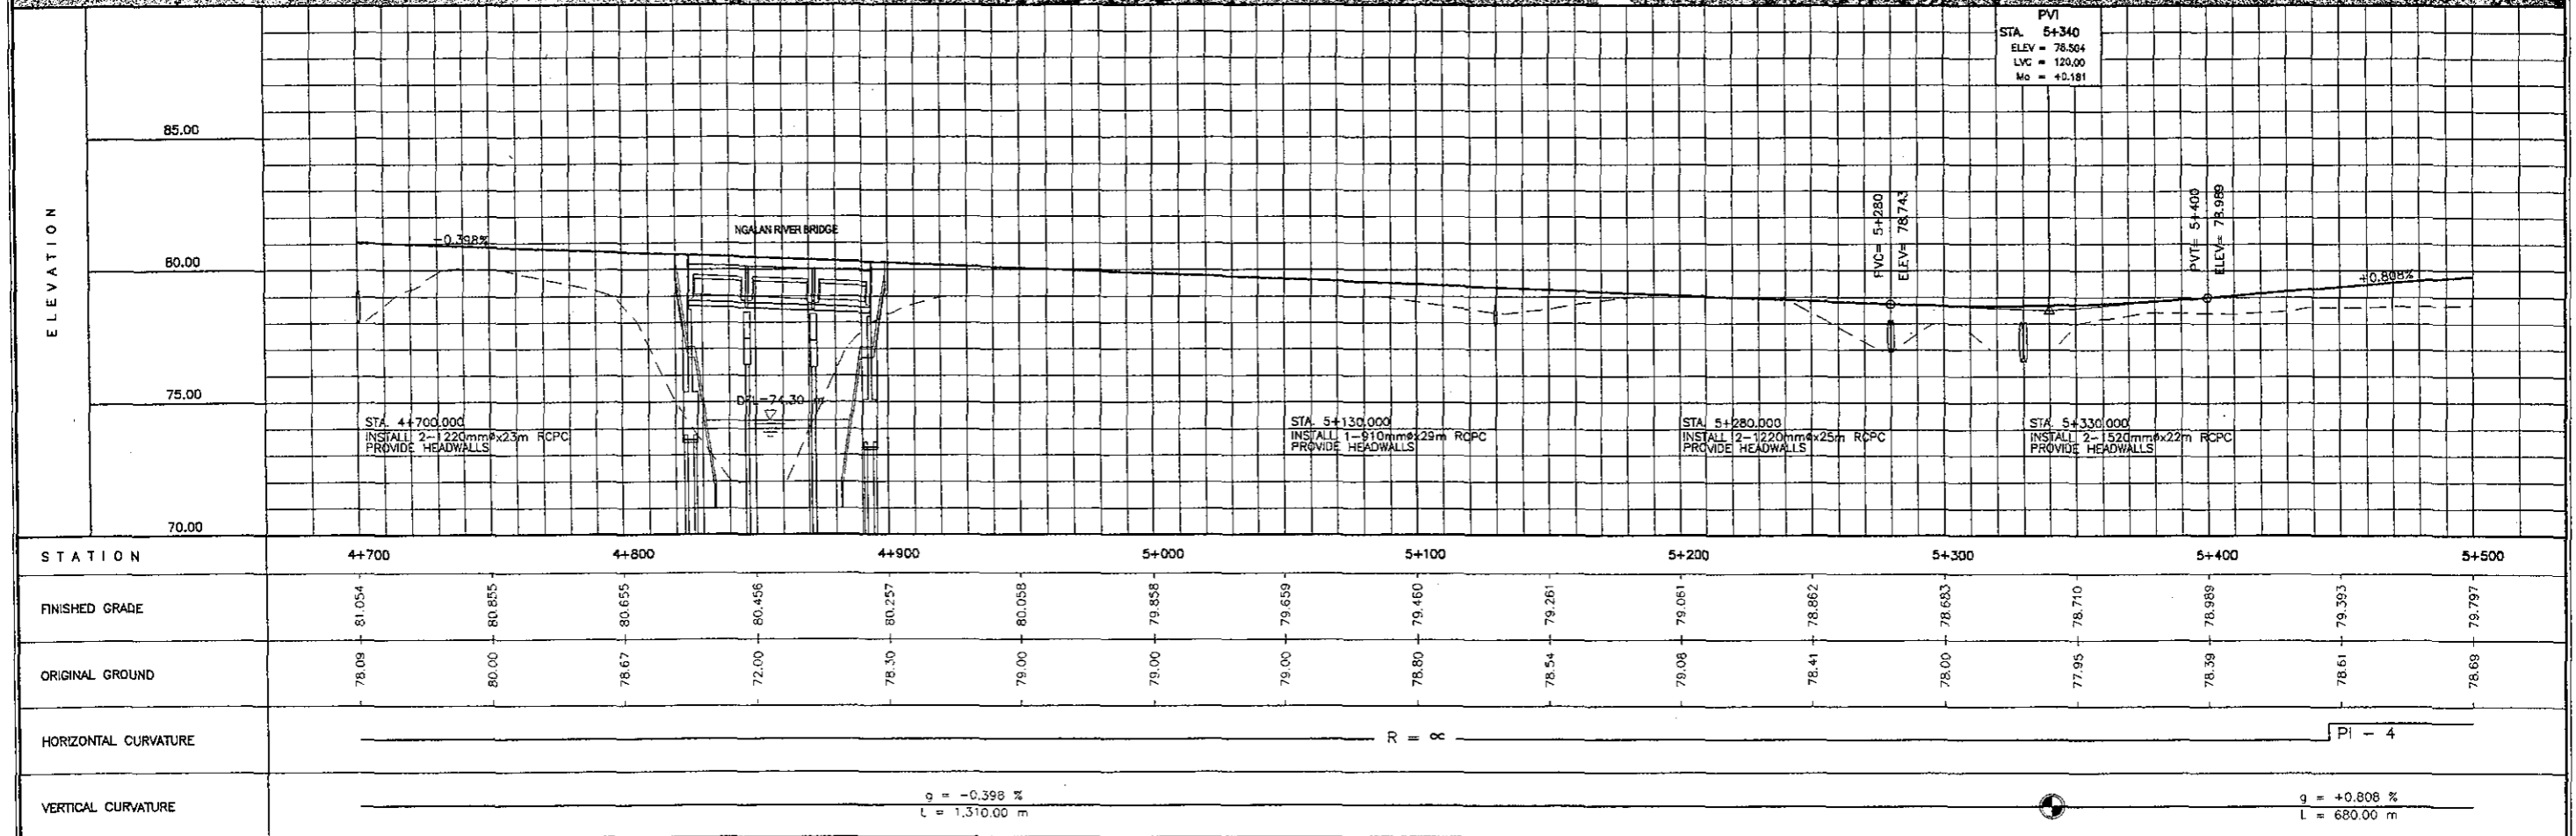 PVI
STA. 5+340
ELEV = 78.504
LVC = 120.00
Mo = +0.181
ELEVATION
85.00
80.00
75.00
70.00
-0.398%
NGALAN RIVER BRIDGE
PVC= 5+280
ELEV= 78.743
PVT= 5+400
ELEV= 78.989
+0.808%
STA. 4+700.000
INSTALL 2-1220mmøx23m RCPC
PROVIDE HEADWALLS
STA. 5+130.000
INSTALL 1-910mmøx29m RCPC
PROVIDE HEADWALLS
STA. 5+280.000
INSTALL 2-1220mmøx25m RCPC
PROVIDE HEADWALLS
STA. 5+330.000
INSTALL 2-1520mmøx22m RCPC
PROVIDE HEADWALLS
STATION 4+700 4+800 4+900 5+000 5+100 5+200 5+300 5+400 5+500
FINISHED GRADE 81.054 80.855 80.655 80.456 80.257 80.058 79.858 79.659 79.460 79.261 79.061 78.862 78.683 78.710 78.989 79.393 79.797
ORIGINAL GROUND 78.09 80.00 78.67 72.00 78.30 79.00 79.00 79.00 78.80 78.54 79.08 78.41 78.00 77.95 78.39 78.61 78.69
HORIZONTAL CURVATURE R = ∞ PI - 4
VERTICAL CURVATURE
g = -0.398 %
L = 1,310.00 m
g = +0.808 %
L = 680.00 m